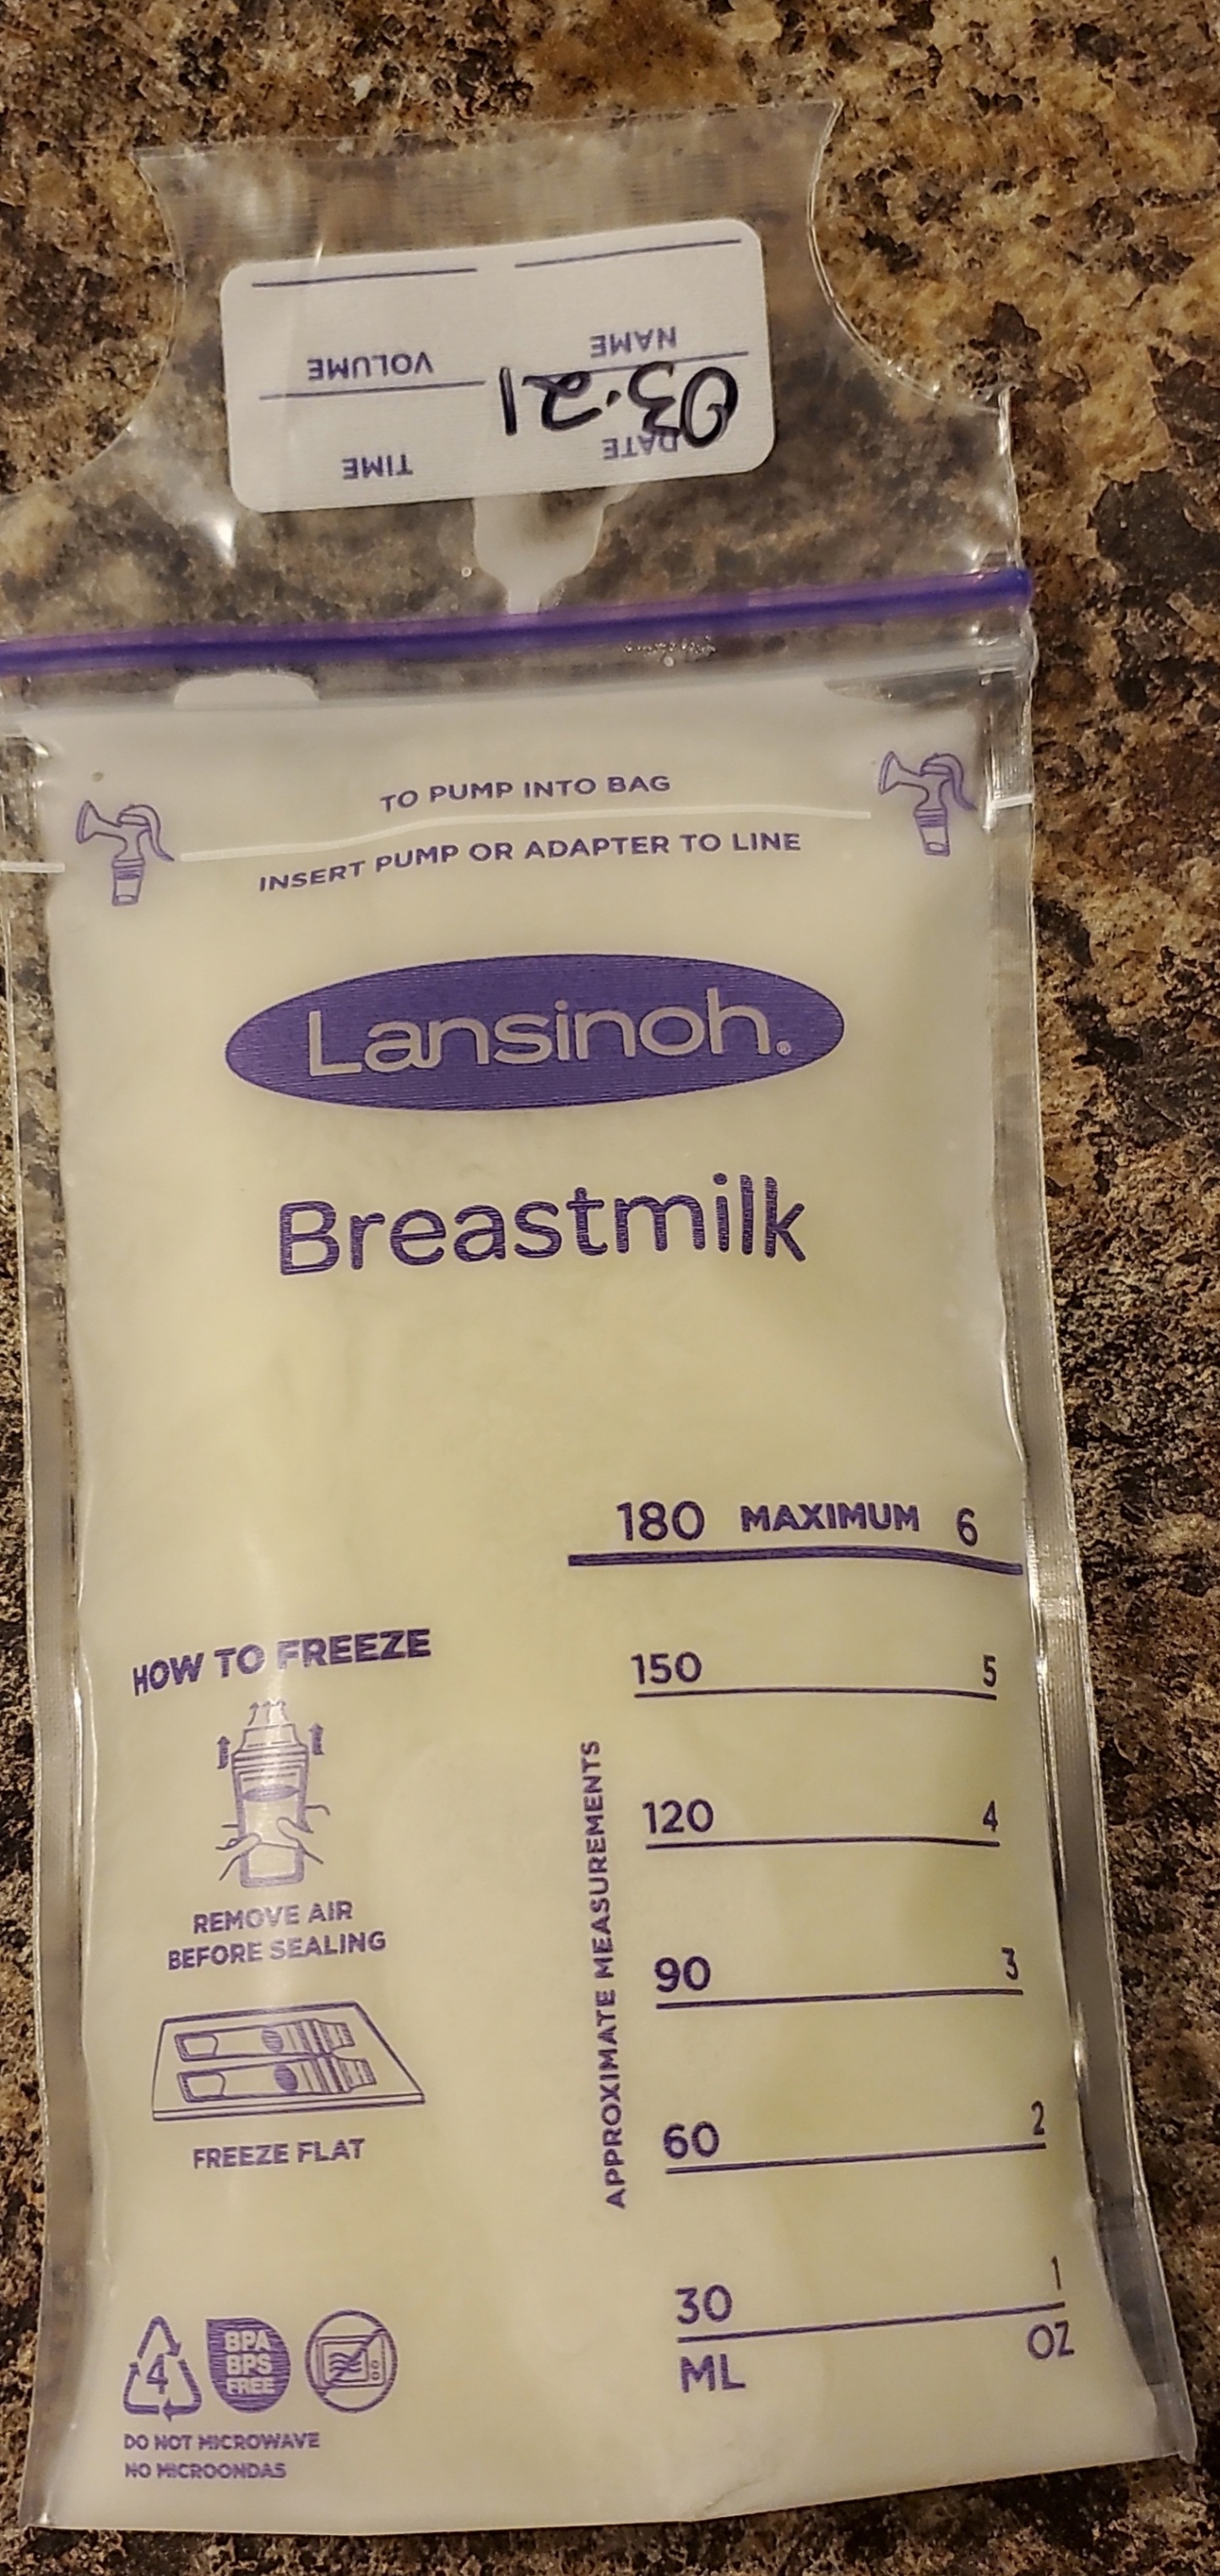 NAME VOLUME
03.21
DATE TIME
TO PUMP INTO BAG
INSERT PUMP OR ADAPTER TO LINE
Lansinoh®
Breastmilk
180 MAXIMUM 6
150 5
120 4
90 3
60 2
30 1
ML OZ
APPROXIMATE MEASUREMENTS
HOW TO FREEZE
REMOVE AIR
BEFORE SEALING
FREEZE FLAT
4
BPA
BPS
FREE
DO NOT MICROWAVE
NO MICROONDAS